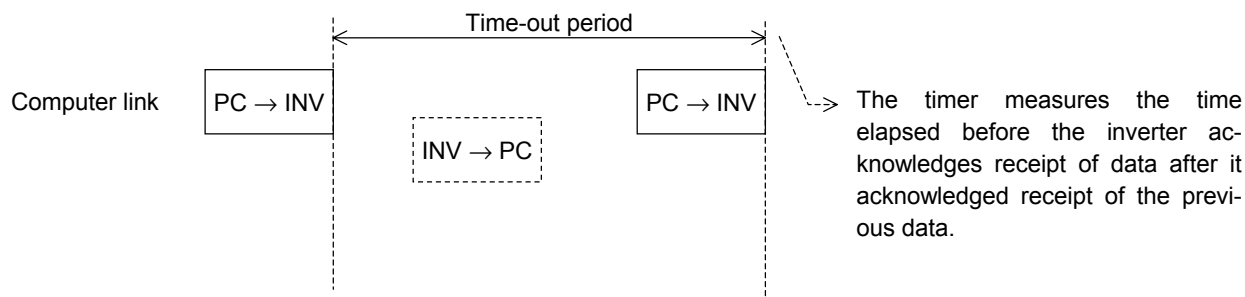 Time-out period
Computer link
PC → INV
PC → INV
INV → PC
The timer measures the time
elapsed before the inverter ac-
knowledges receipt of data after it
acknowledged receipt of the previ-
ous data.